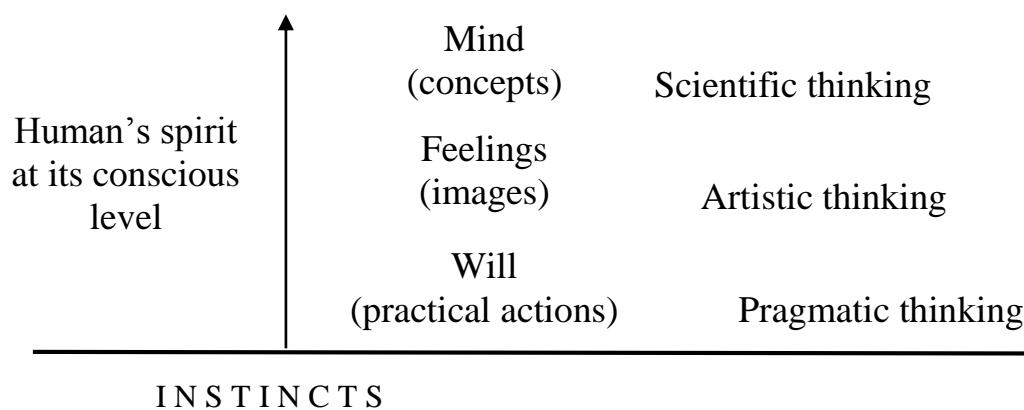 Mind
(concepts)
Scientific thinking
Human’s spirit
at its conscious
level
Feelings
(images)
Artistic thinking
Will
(practical actions)
Pragmatic thinking
I N S T I N C T S